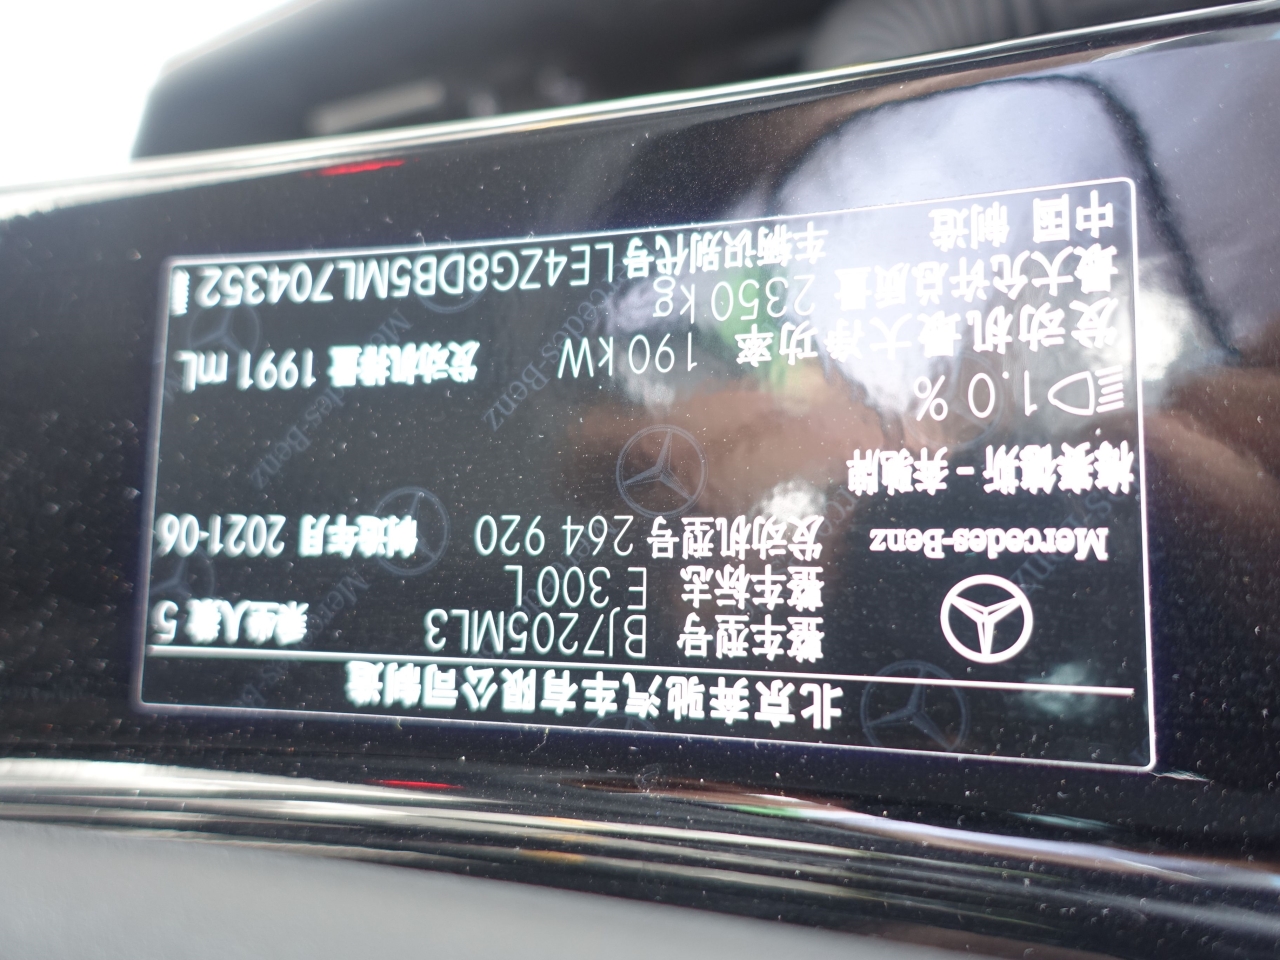 北京奔驰汽车有限公司制造
整车型号 BJ7205ML3 乘坐人数 5
整车标志 E 300 L
Mercedes-Benz 发动机型号 264 920 制造年月 2021-06
梅赛德斯-奔驰牌
1.0 %
发动机最大净功率 190 kW 发动机排量 1991 mL
最大允许总质量 2350 kg
中国 制造 车辆识别代号 LE4ZG8DB5ML704352